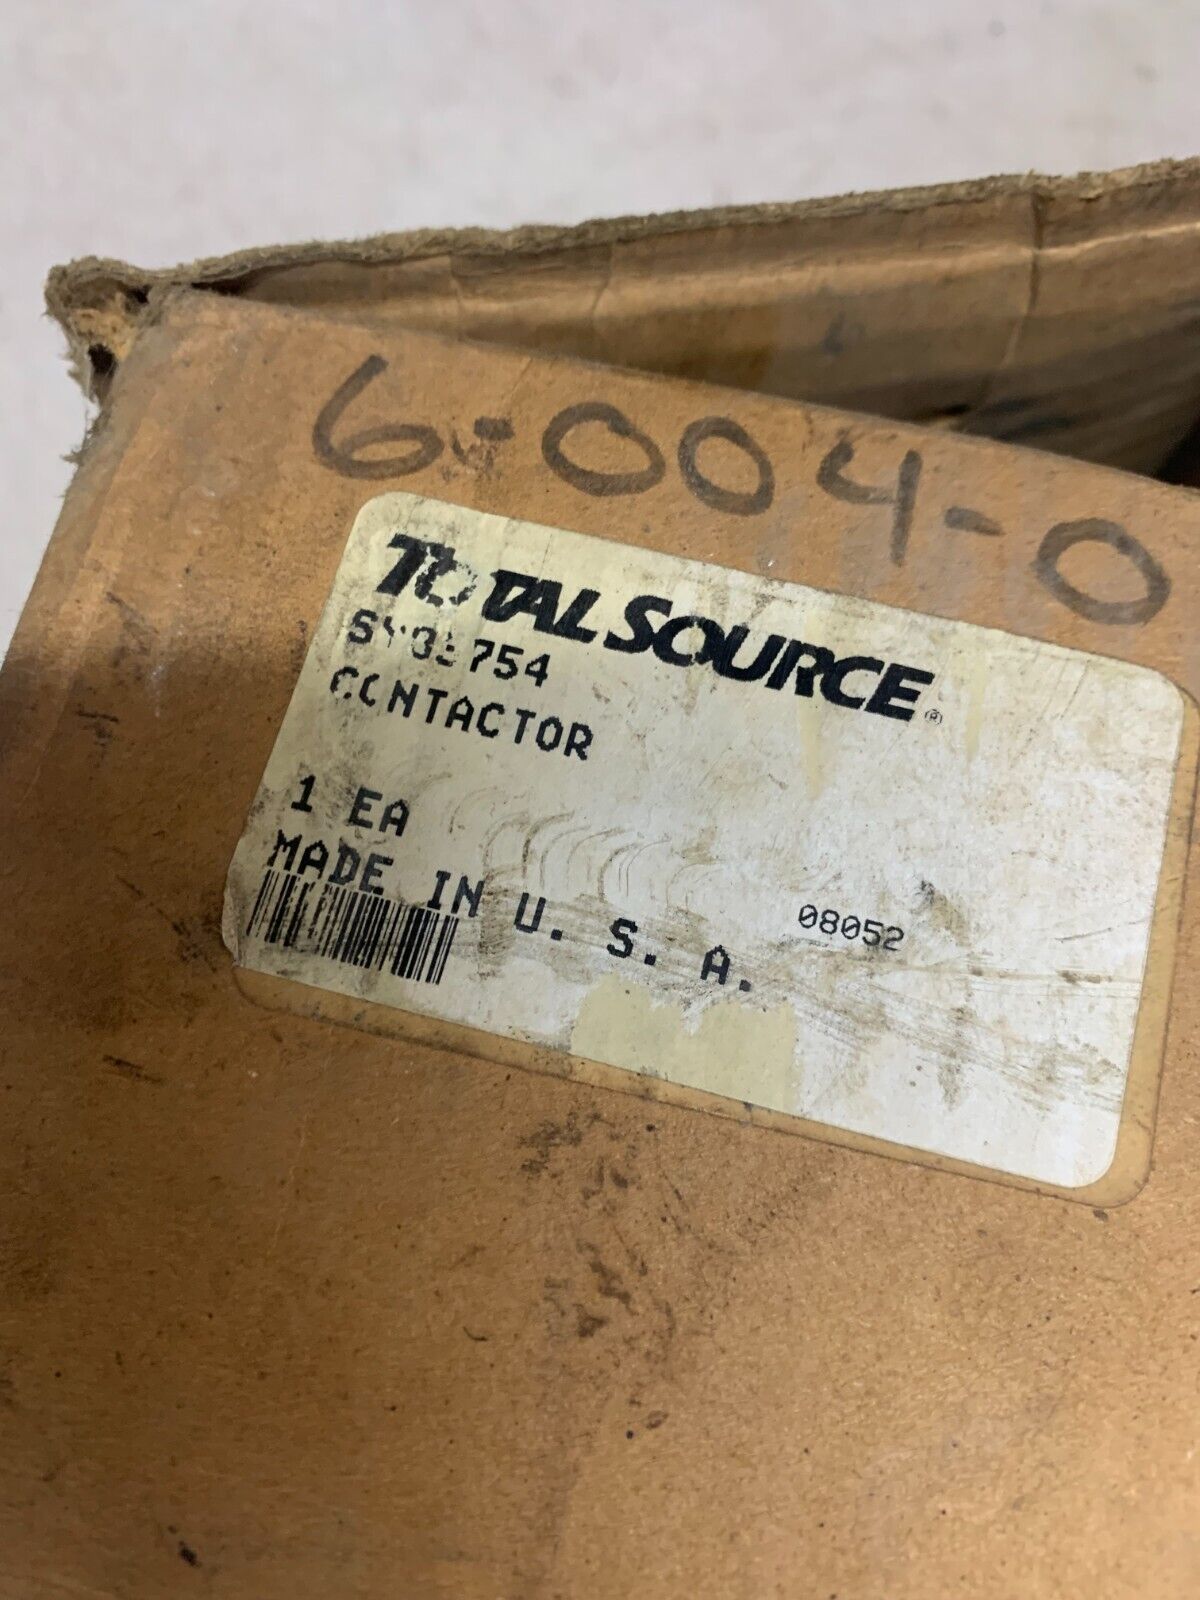 6-004-0
TOTAL SOURCE®
CONTACTOR
1 EA
MADE IN U. S. A.
08052